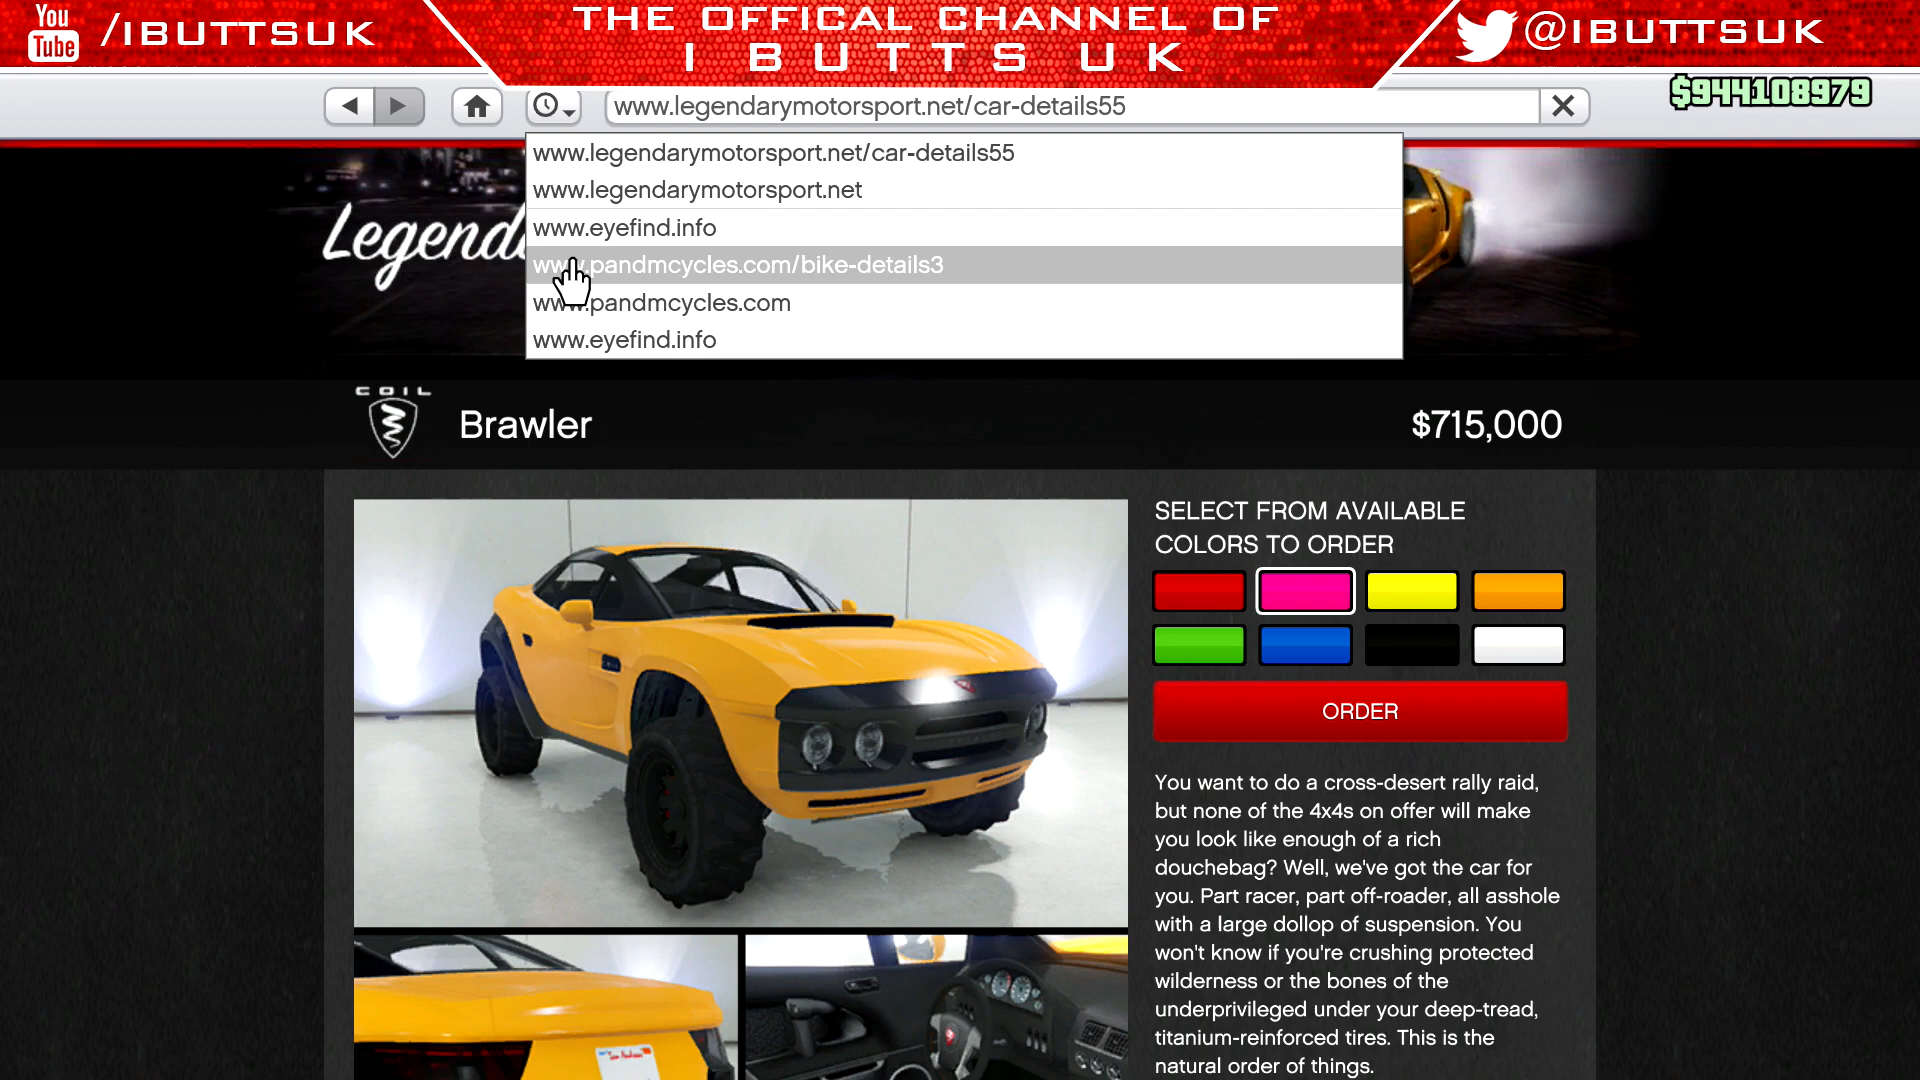 You
Tube
/IBUTTSUK
THE OFFICAL CHANNEL OF
I BUTTS UK
@IBUTTSUK
www.legendarymotorsport.net/car-details55
$944108979
www.legendarymotorsport.net/car-details55
www.legendarymotorsport.net
www.eyefind.info
www.pandmcycles.com/bike-details3
www.pandmcycles.com
www.eyefind.info
Legend
COIL
Brawler
$715,000
SELECT FROM AVAILABLE
COLORS TO ORDER
ORDER
You want to do a cross-desert rally raid,
but none of the 4x4s on offer will make
you look like enough of a rich
douchebag? Well, we've got the car for
you. Part racer, part off-roader, all asshole
with a large dollop of suspension. You
won't know if you're crushing protected
wilderness or the bones of the
underprivileged under your deep-tread,
titanium-reinforced tires. This is the
natural order of things.
San Andreas